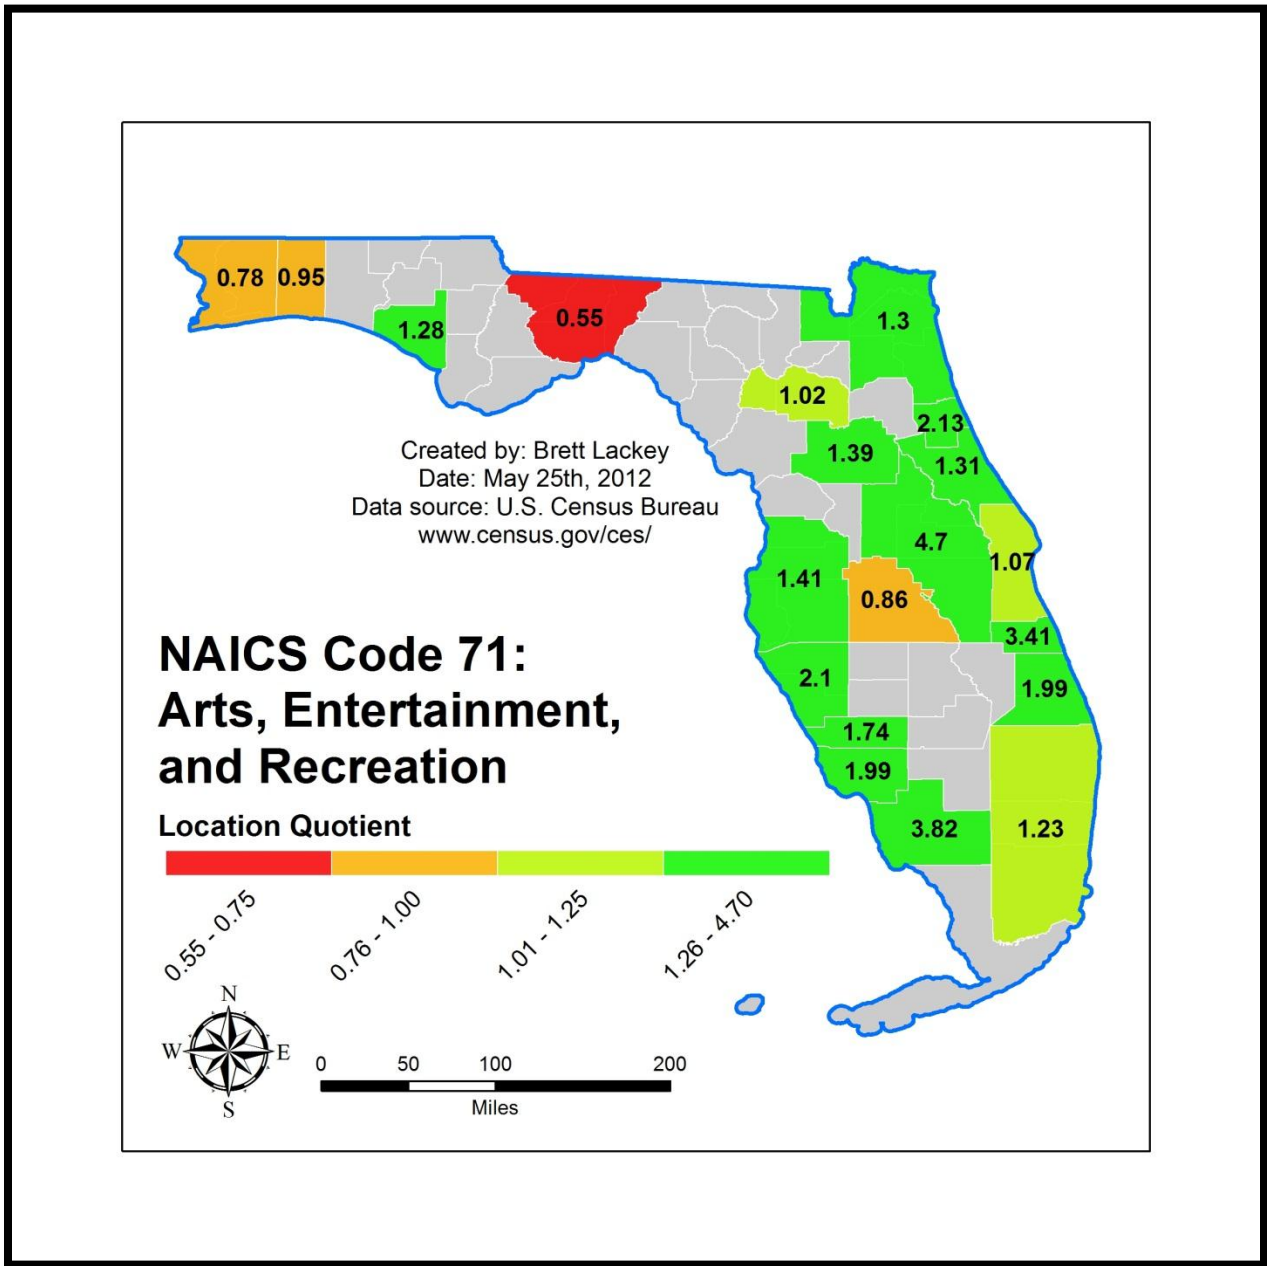 0.78
0.95
1.28
0.55
1.3
1.02
2.13
1.39
1.31
4.7
1.07
1.41
0.86
3.41
2.1
1.99
1.74
1.99
3.82
1.23
Created by: Brett Lackey
Date: May 25th, 2012
Data source: U.S. Census Bureau
www.census.gov/ces/
NAICS Code 71:
Arts, Entertainment,
and Recreation
Location Quotient
0.55 - 0.75
0.76 - 1.00
1.01 - 1.25
1.26 - 4.70
N
W E
S
0 50 100 200
Miles